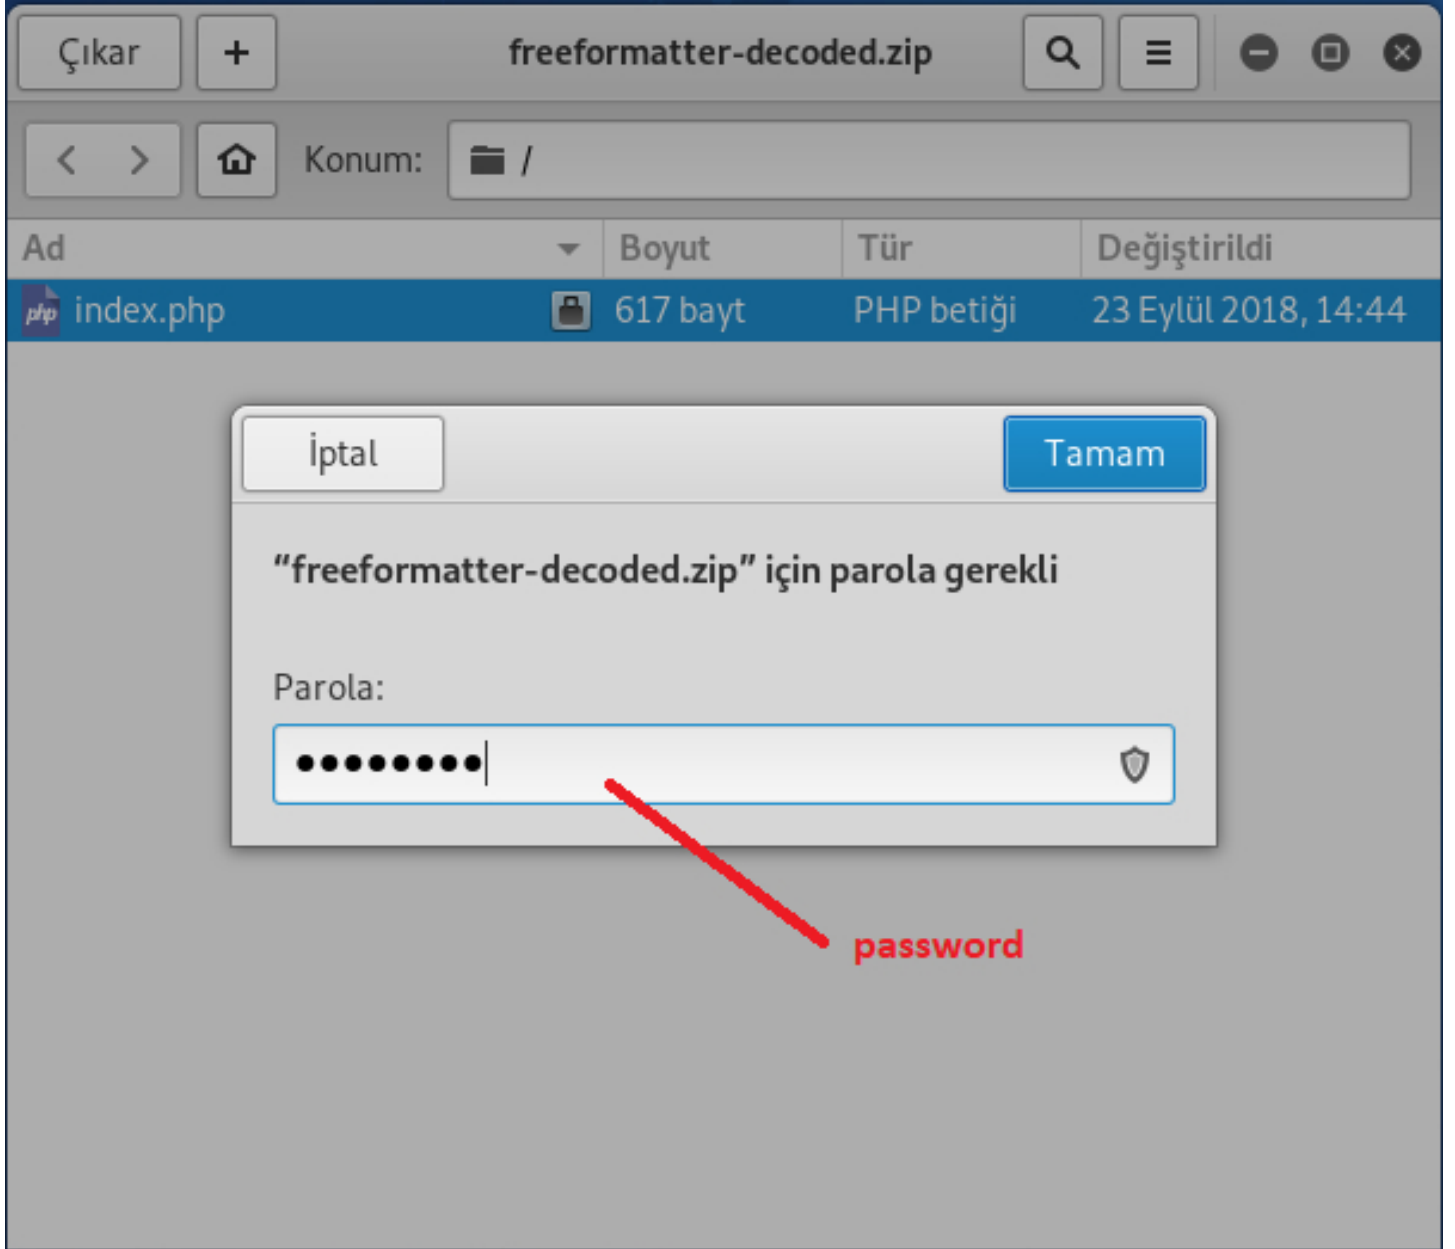 Çıkar + freeformatter-decoded.zip
Konum: /
Ad Boyut Tür Değiştirildi
php index.php 617 bayt PHP betiği 23 Eylül 2018, 14:44
İptal Tamam
“freeformatter-decoded.zip” için parola gerekli
Parola:
password